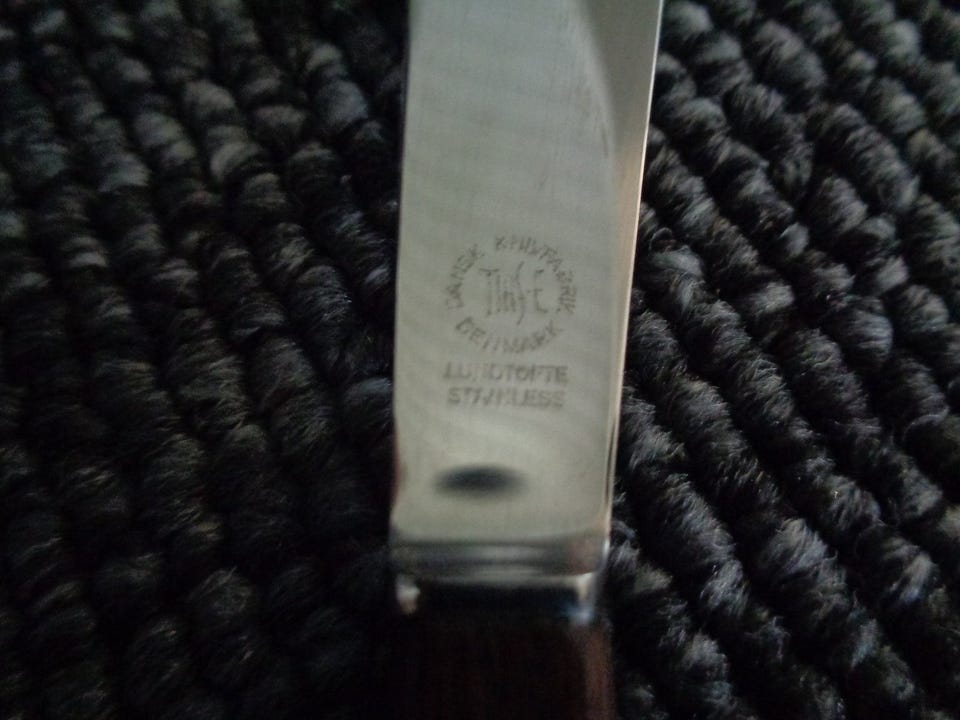 DANSK KNIVFABRIK
DENMARK
LUNDTOFTE
STAINLESS